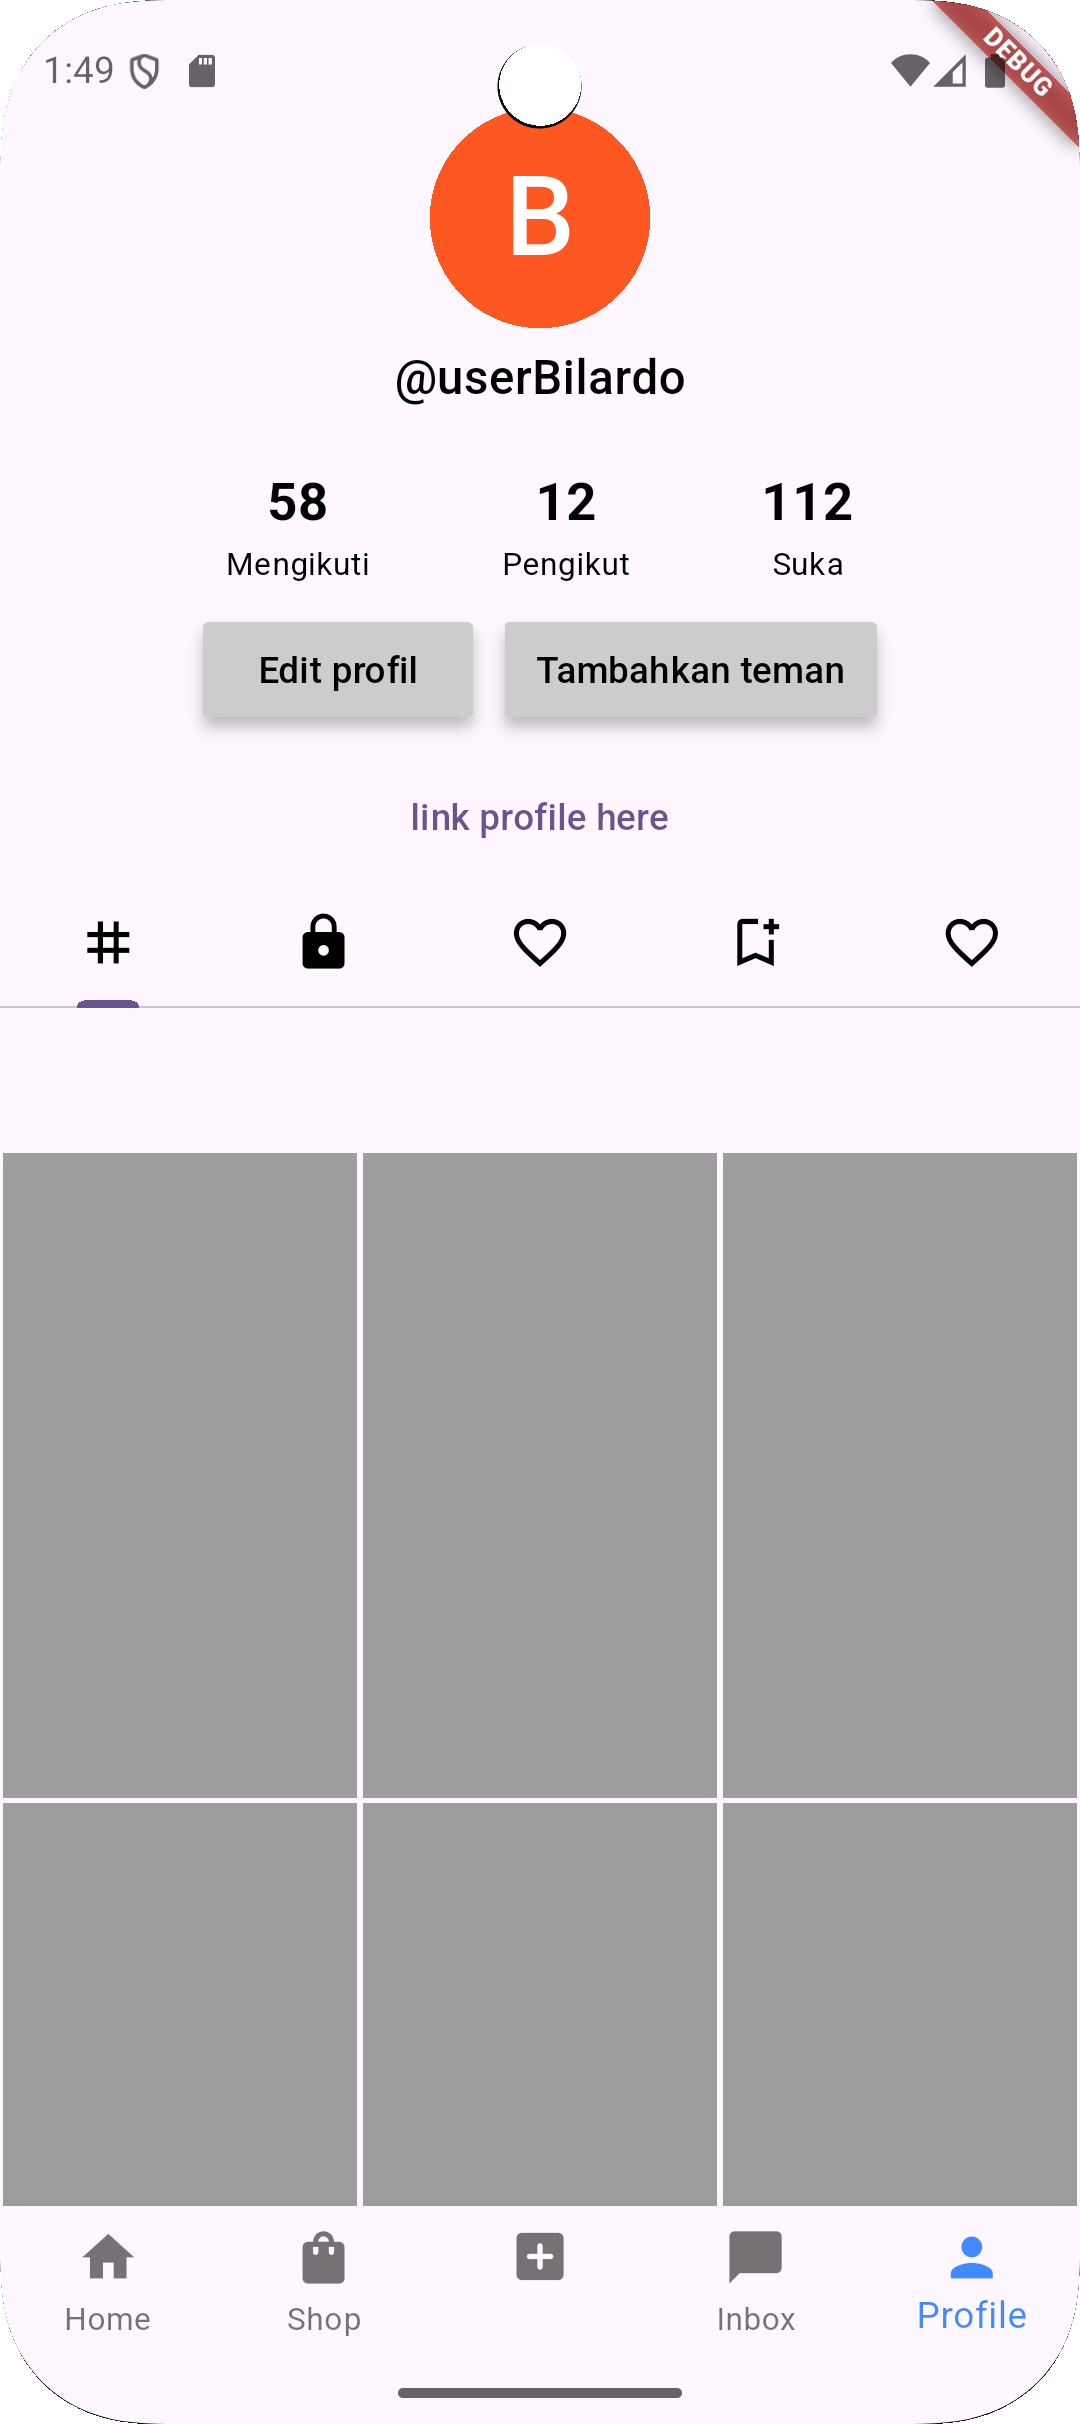 1:49
DEBUG
B
@userBilardo
58 12 112
Mengikuti Pengikut Suka
Edit profil Tambahkan teman
link profile here
Home Shop Inbox Profile